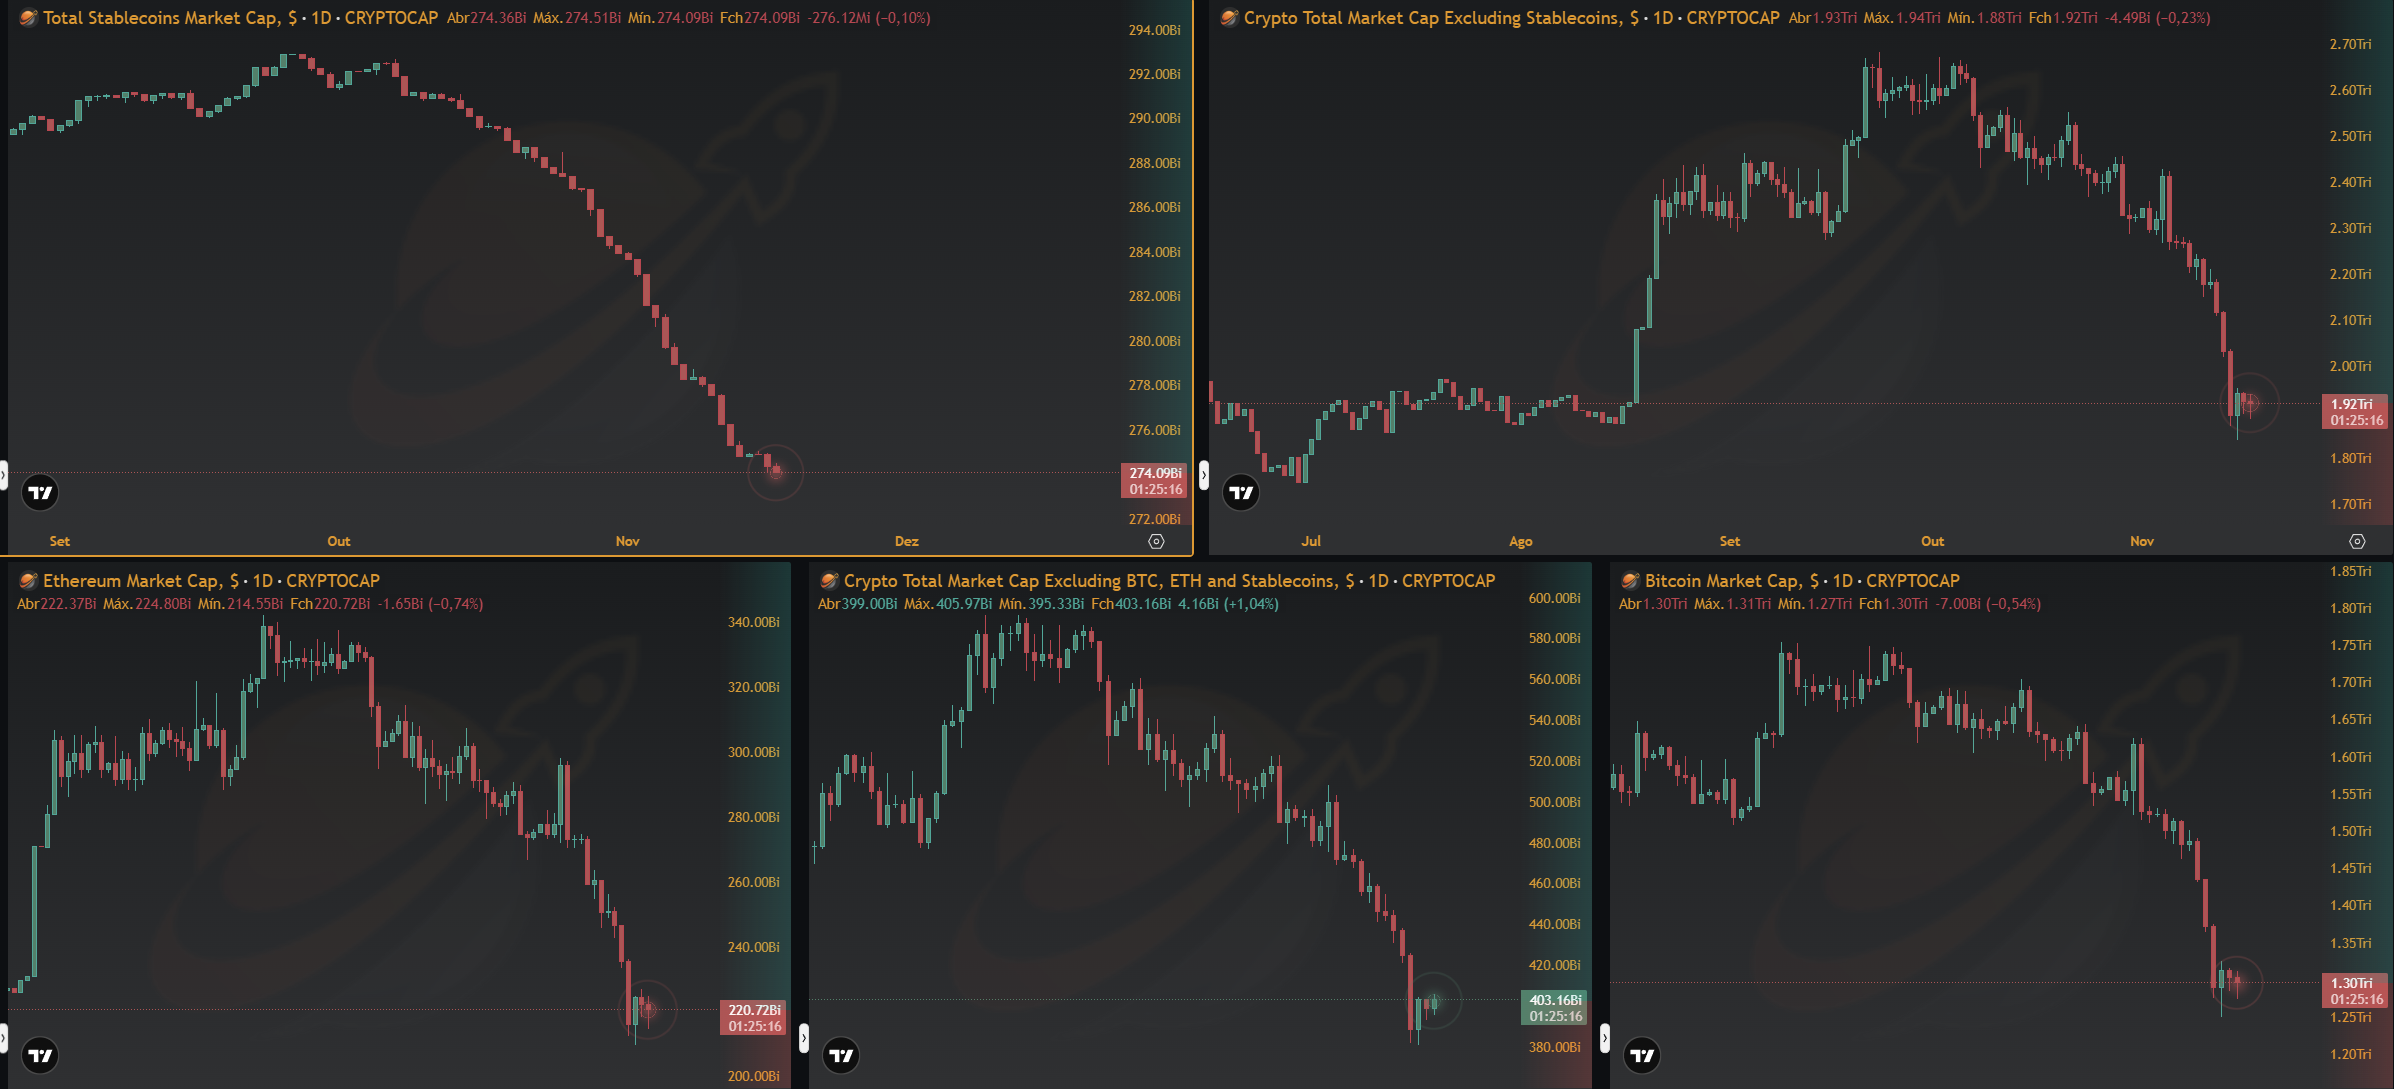 Total Stablecoins Market Cap, $ · 1D · CRYPTOCAP Abr274.36Bi Máx.274.51Bi Mín.274.09Bi Fch274.09Bi -276.12Mi (−0,10%)
294.00Bi
292.00Bi
290.00Bi
288.00Bi
286.00Bi
284.00Bi
282.00Bi
280.00Bi
278.00Bi
276.00Bi
274.09Bi
01:25:16
272.00Bi
Set Out Nov Dez
Crypto Total Market Cap Excluding Stablecoins, $ · 1D · CRYPTOCAP Abr1.93Tri Máx.1.94Tri Mín.1.88Tri Fch1.92Tri -4.49Bi (−0,23%)
2.70Tri
2.60Tri
2.50Tri
2.40Tri
2.30Tri
2.20Tri
2.10Tri
2.00Tri
1.92Tri
01:25:16
1.80Tri
1.70Tri
Jul Ago Set Out Nov
Ethereum Market Cap, $ · 1D · CRYPTOCAP
Abr222.37Bi Máx.224.80Bi Mín.214.55Bi Fch220.72Bi -1.65Bi (−0,74%)
340.00Bi
320.00Bi
300.00Bi
280.00Bi
260.00Bi
240.00Bi
220.72Bi
01:25:16
200.00Bi
Crypto Total Market Cap Excluding BTC, ETH and Stablecoins, $ · 1D · CRYPTOCAP
Abr399.00Bi Máx.405.97Bi Mín.395.33Bi Fch403.16Bi 4.16Bi (+1,04%)
600.00Bi
580.00Bi
560.00Bi
540.00Bi
520.00Bi
500.00Bi
480.00Bi
460.00Bi
440.00Bi
420.00Bi
403.16Bi
01:25:16
380.00Bi
Bitcoin Market Cap, $ · 1D · CRYPTOCAP
Abr1.30Tri Máx.1.31Tri Mín.1.27Tri Fch1.30Tri -7.00Bi (−0,54%)
1.85Tri
1.80Tri
1.75Tri
1.70Tri
1.65Tri
1.60Tri
1.55Tri
1.50Tri
1.45Tri
1.40Tri
1.35Tri
1.30Tri
01:25:16
1.25Tri
1.20Tri